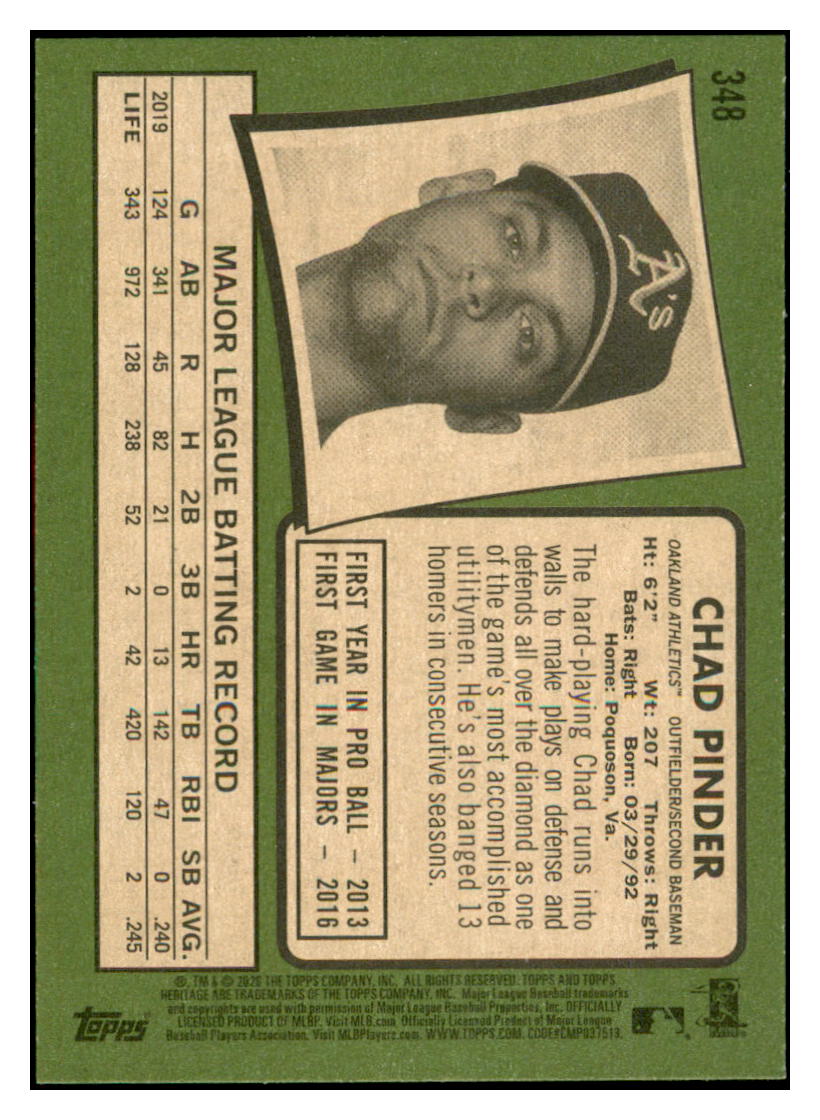 348
A's
CHAD PINDER
OAKLAND ATHLETICS™ OUTFIELDER/SECOND BASEMAN
Ht: 6'2" Wt: 207 Throws: Right
Bats: Right Born: 03/29/92
Home: Poquoson, Va.
The hard-playing Chad runs into
walls to make plays on defense and
defends all over the diamond as one
of the game's most accomplished
utilitymen. He's also banged 13
homers in consecutive seasons.
FIRST YEAR IN PRO BALL – 2013
FIRST GAME IN MAJORS – 2016
MAJOR LEAGUE BATTING RECORD
G AB R H 2B 3B HR TB RBI SB AVG.
2019 124 341 45 82 21 0 13 142 47 0 .240
LIFE 343 972 128 238 52 2 42 420 120 2 .245
®, TM & © 2020 THE TOPPS COMPANY, INC. ALL RIGHTS RESERVED. TOPPS AND TOPPS
HERITAGE ARE TRADEMARKS OF THE TOPPS COMPANY, INC. Major League Baseball trademarks
and copyrights are used with permission of Major League Baseball Properties, Inc. OFFICIALLY
LICENSED PRODUCT OF MLBP. Visit MLB.com. Officially Licensed Product of Major League
Baseball Players Association. Visit MLBPlayers.com. WWW.TOPPS.COM. CODE#CMP037513.
topps